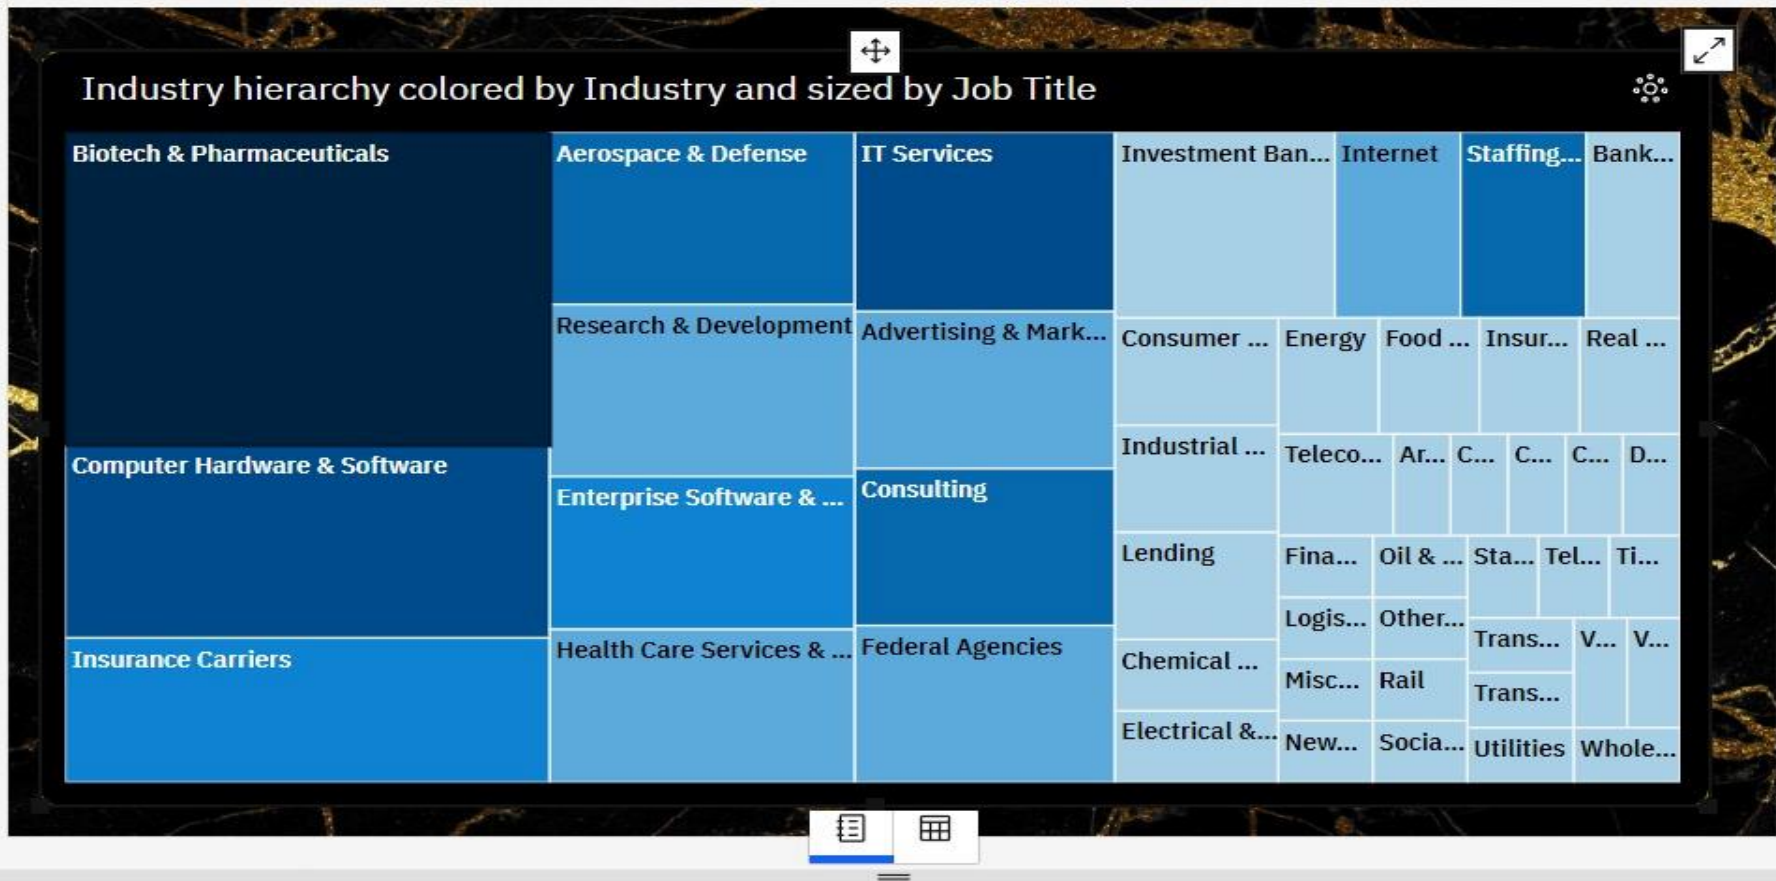 Industry hierarchy colored by Industry and sized by Job Title
Biotech & Pharmaceuticals
Computer Hardware & Software
Insurance Carriers
Aerospace & Defense
Research & Development
Enterprise Software & ...
Health Care Services & ...
IT Services
Advertising & Mark...
Consulting
Federal Agencies
Investment Ban...
Internet
Staffing...
Bank...
Consumer ...
Industrial ...
Lending
Chemical ...
Electrical &...
Energy
Food ...
Insur...
Real ...
Teleco...
Ar...
C...
C...
C...
D...
Fina...
Logis...
Misc...
New...
Oil & ...
Other...
Rail
Socia...
Sta...
Tel...
Ti...
Trans...
Trans...
V...
V...
Utilities
Whole...